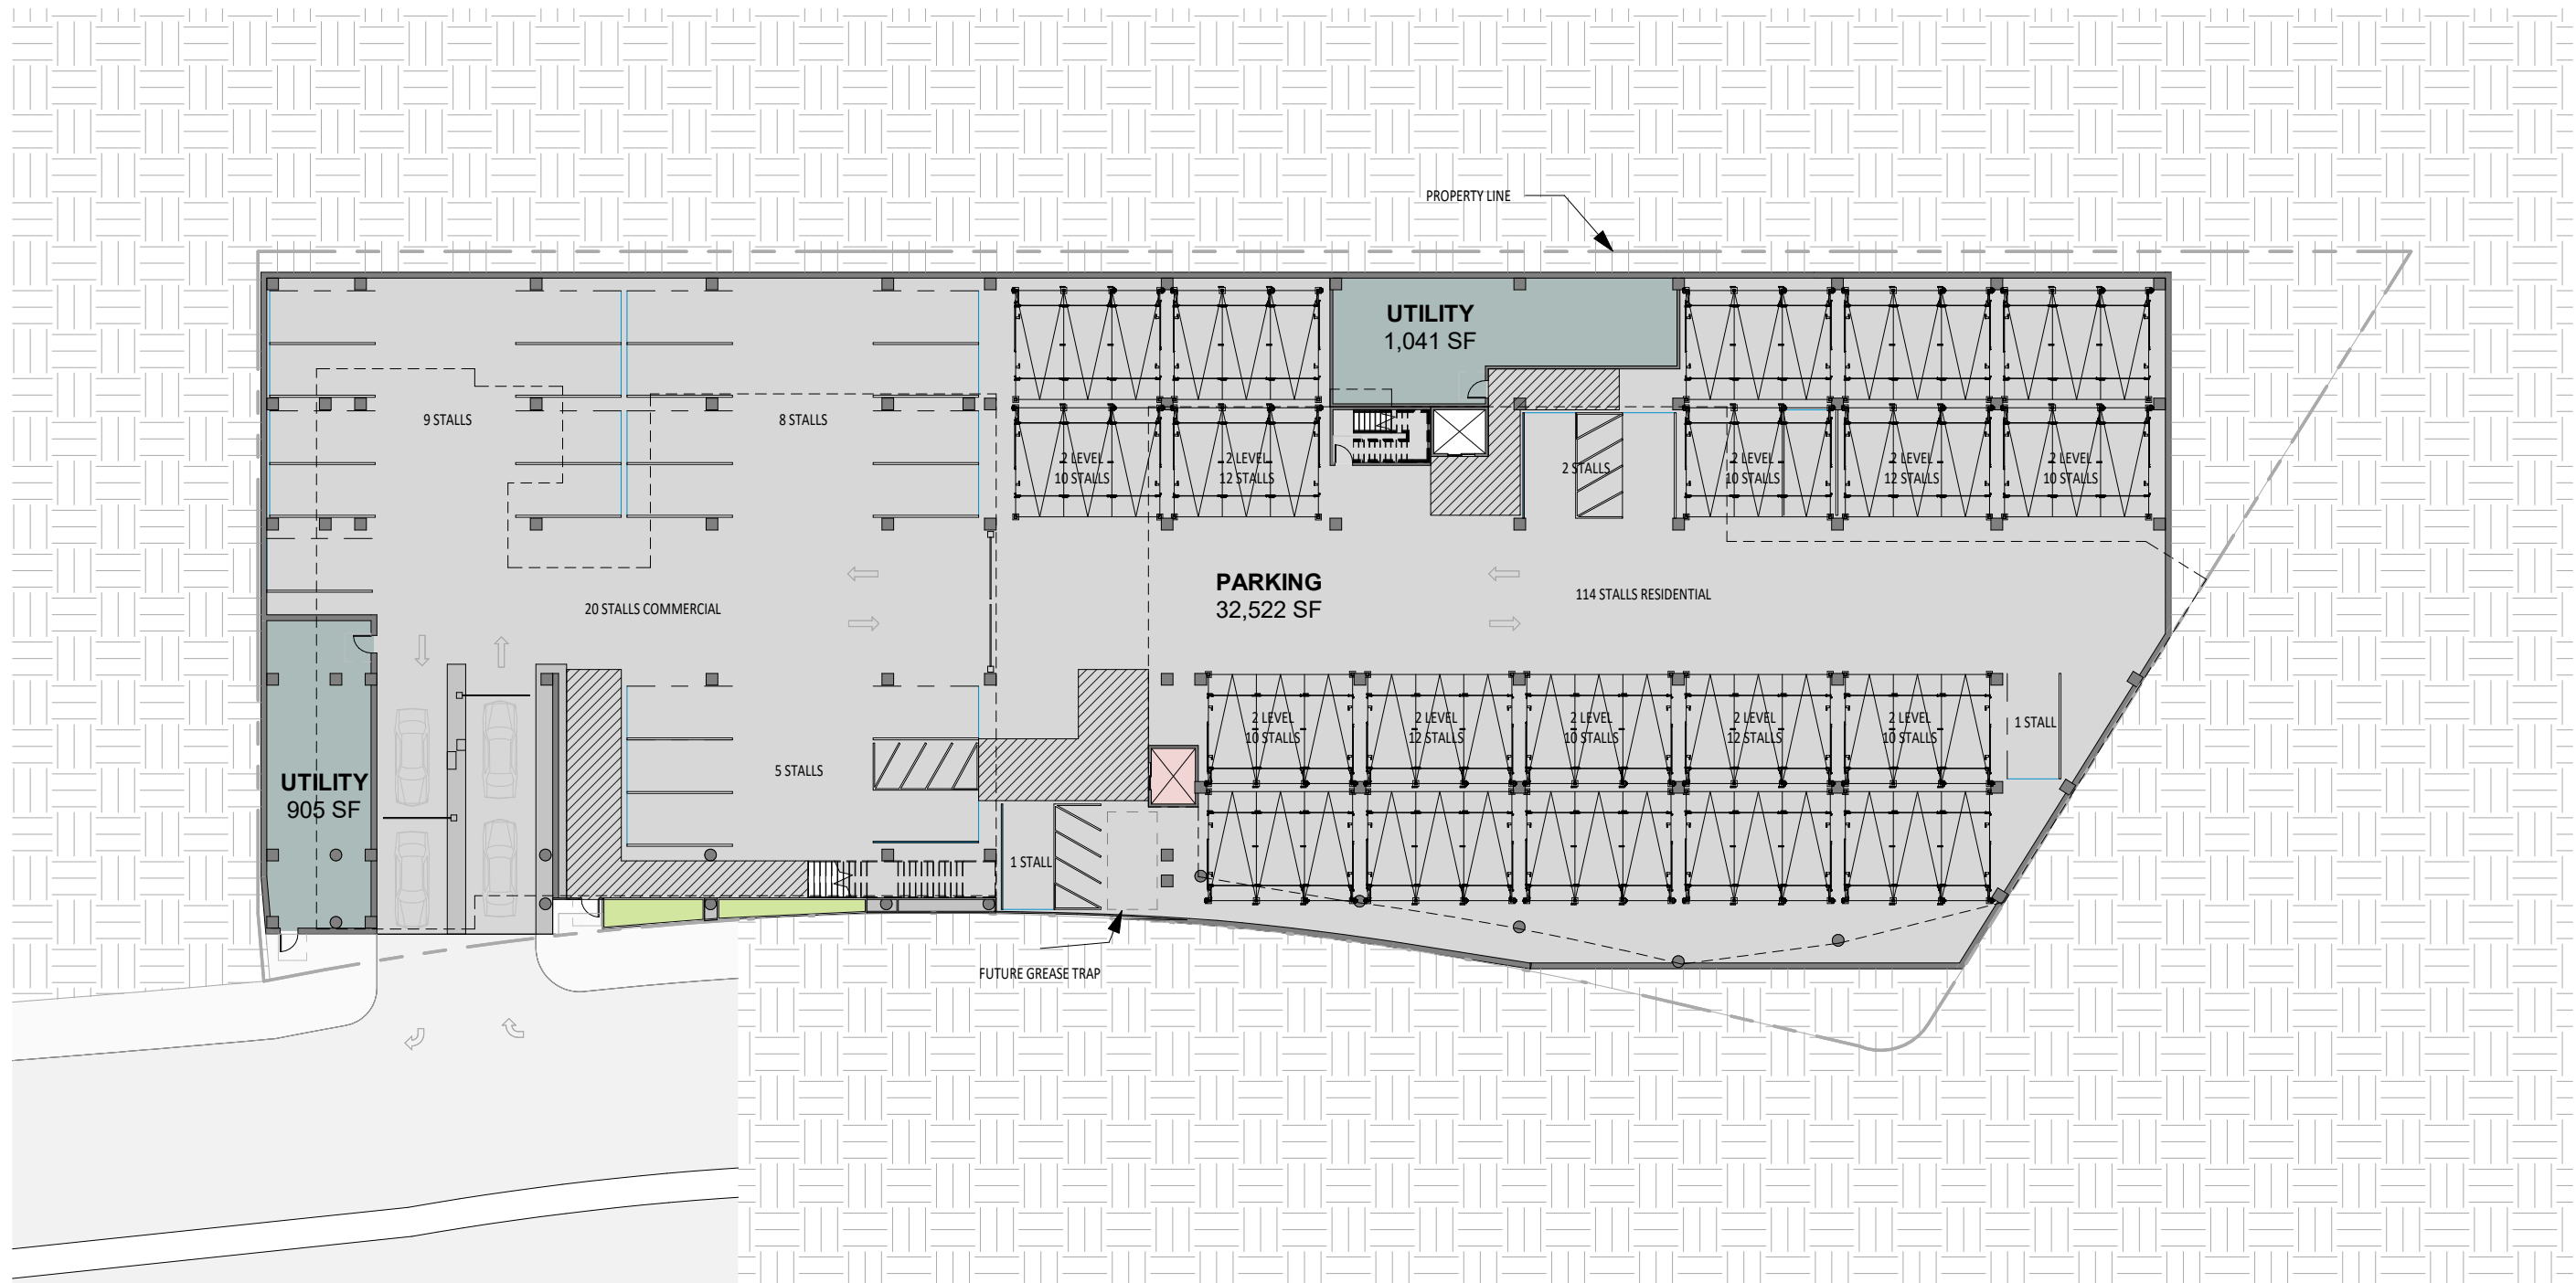 PROPERTY LINE
UTILITY
1,041 SF
9 STALLS
8 STALLS
2 LEVEL
10 STALLS
2 LEVEL
12 STALLS
2 STALLS
2 LEVEL
10 STALLS
2 LEVEL
12 STALLS
2 LEVEL
10 STALLS
20 STALLS COMMERCIAL
PARKING
32,522 SF
114 STALLS RESIDENTIAL
UTILITY
905 SF
5 STALLS
2 LEVEL
10 STALLS
2 LEVEL
12 STALLS
2 LEVEL
10 STALLS
2 LEVEL
12 STALLS
2 LEVEL
10 STALLS
1 STALL
1 STALL
FUTURE GREASE TRAP